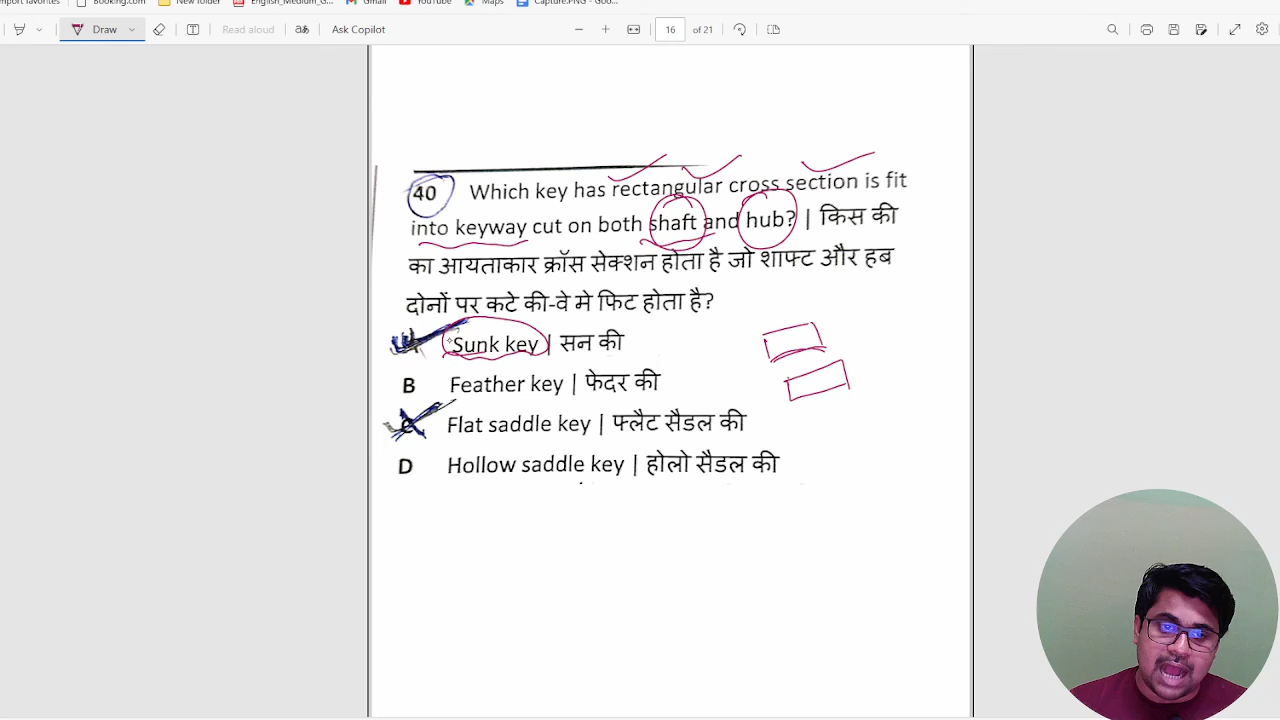 import favorites Booking.com New folder English_Medium_G... Gmail YouTube Maps Capture.PNG - Goo...
Draw Read aloud Ask Copilot 16 of 21
40 Which key has rectangular cross section is fit
into keyway cut on both shaft and hub? | किस की
का आयताकार क्रॉस सेक्शन होता है जो शाफ्ट और हब
दोनों पर कटे की-वे मे फिट होता है?
Sunk key | सन की
B Feather key | फेदर की
C Flat saddle key | फ्लैट सैडल की
D Hollow saddle key | होलो सैडल की